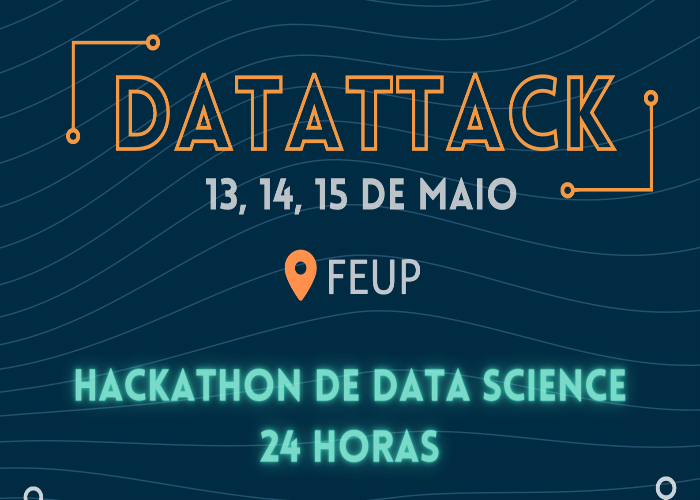 DATATTACK
13, 14, 15 DE MAIO
FEUP
HACKATHON DE DATA SCIENCE
24 HORAS